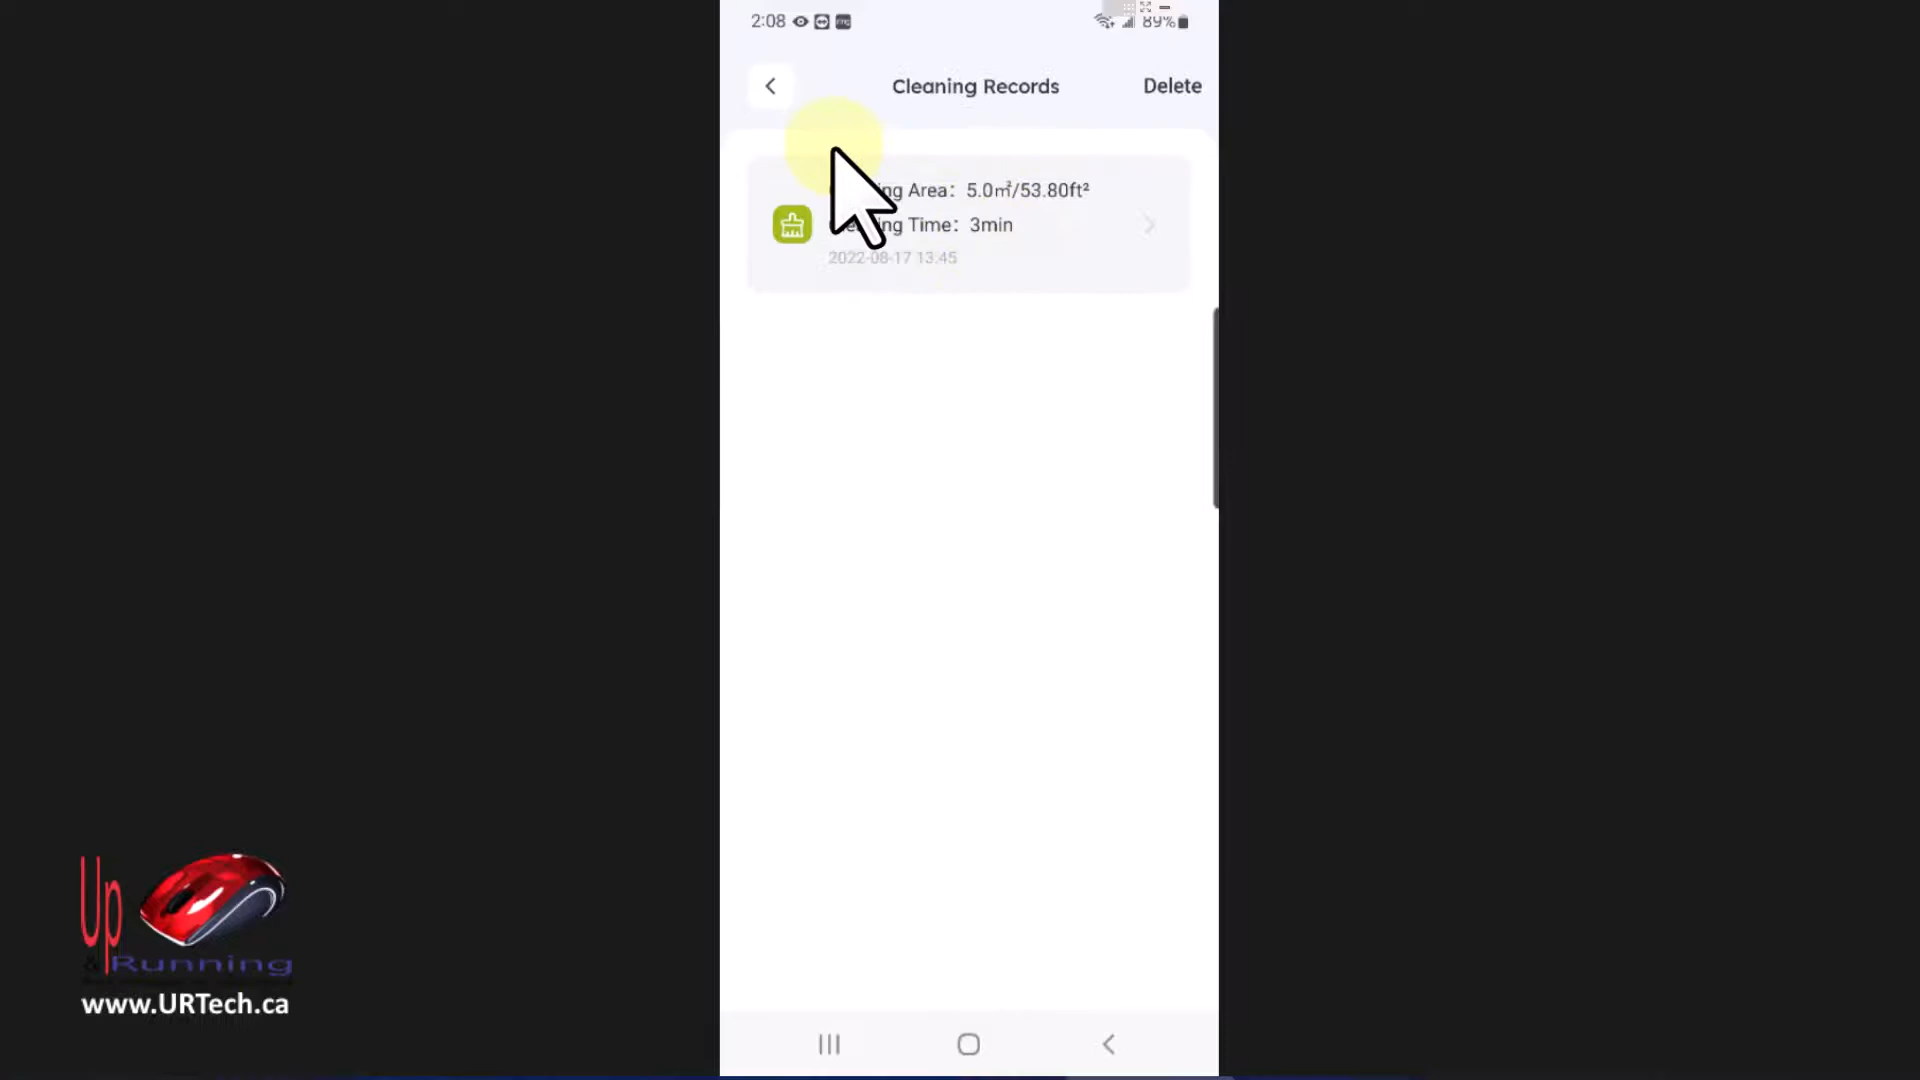 2:08
89%
Cleaning Records
Delete
ng Area: 5.0㎡/53.80ft²
ng Time: 3min
2022-08-17 13.45
Up
& Running
www.URTech.ca